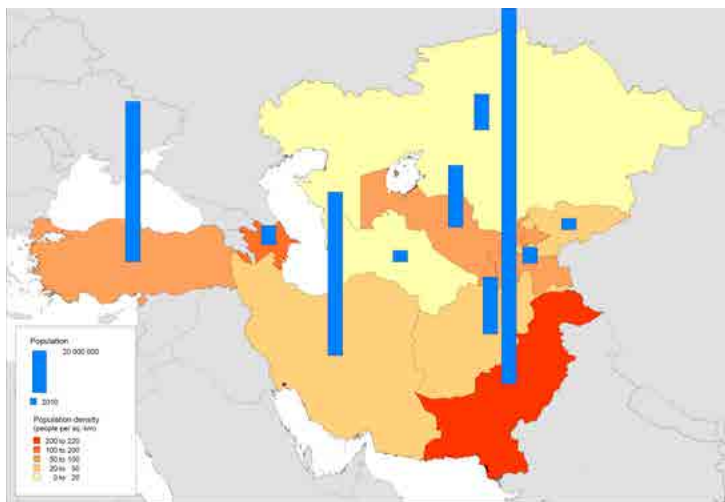 Population
20 000 000
2010
Population density
(people per sq. km)
200 to 220
100 to 200
50 to 100
20 to 50
0 to 20